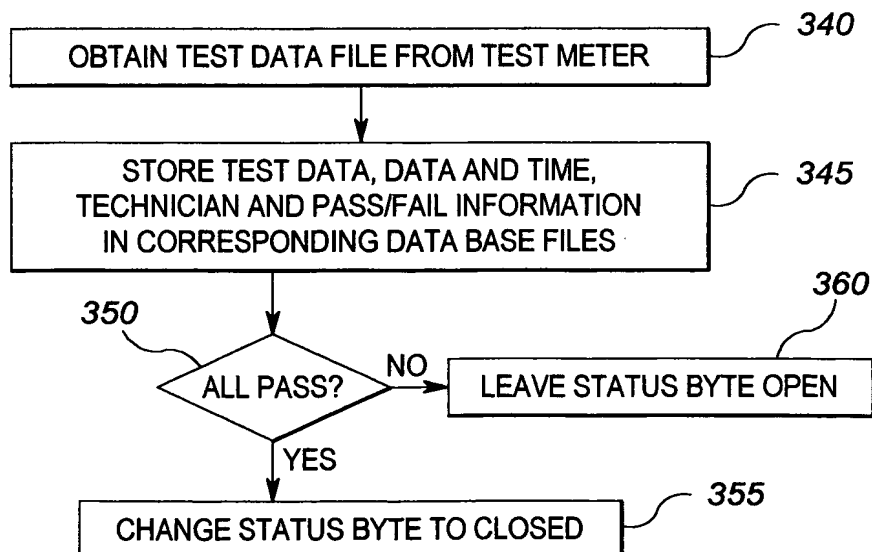 340
OBTAIN TEST DATA FILE FROM TEST METER
345
STORE TEST DATA, DATA AND TIME,
TECHNICIAN AND PASS/FAIL INFORMATION
IN CORRESPONDING DATA BASE FILES
350
360
ALL PASS?
NO
LEAVE STATUS BYTE OPEN
YES
355
CHANGE STATUS BYTE TO CLOSED